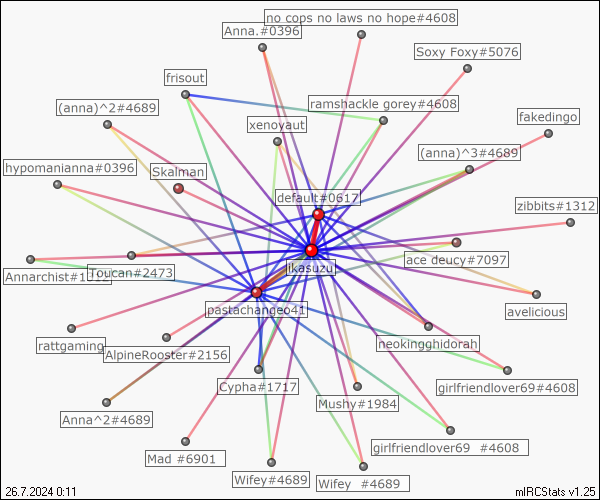 no cops no laws no hope#4608
Anna.#0396
Soxy Foxy#5076
frisout
(anna)^2#4689
ramshackle gorey#4608
fakedingo
xenoyaut
(anna)^3#4689
hypomanianna#0396
Skalman
default#0617
zibbits#1312
ace deucy#7097
jikasuzu
Toucan#2473
Annarchist#1312
pastachangeo41
avelicious
rattgaming
neokingghidorah
AlpineRooster#2156
Cypha#1717
girlfriendlover69#4608
Mushy#1984
Anna^2#4689
girlfriendlover69 #4608
Mad #6901
Wifey#4689
Wifey #4689
26.7.2024 0:11
mIRCStats v1.25